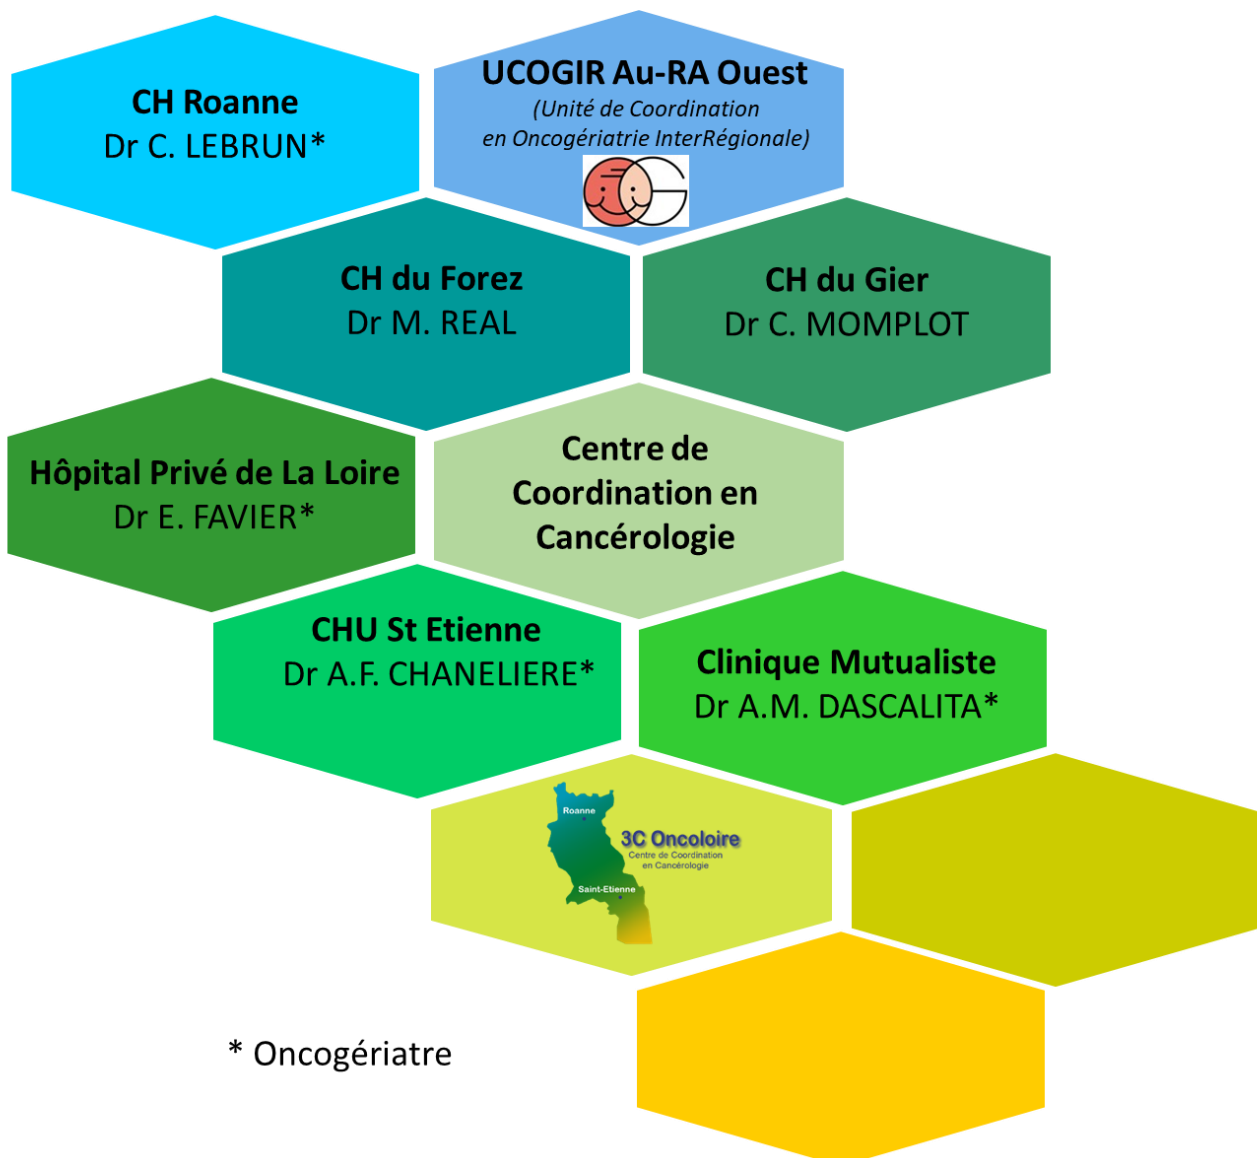 CH Roanne
Dr C. LEBRUN*
UCOGIR Au-RA Ouest
(Unité de Coordination
en Oncogériatrie InterRégionale)
CH du Forez
Dr M. REAL
CH du Gier
Dr C. MOMPLOT
Hôpital Privé de La Loire
Dr E. FAVIER*
Centre de
Coordination en
Cancérologie
CHU St Etienne
Dr A.F. CHANELIERE*
Clinique Mutualiste
Dr A.M. DASCALITA*
Roanne
3C Oncoloire
Centre de Coordination
en Cancérologie
Saint-Etienne
* Oncogériatre